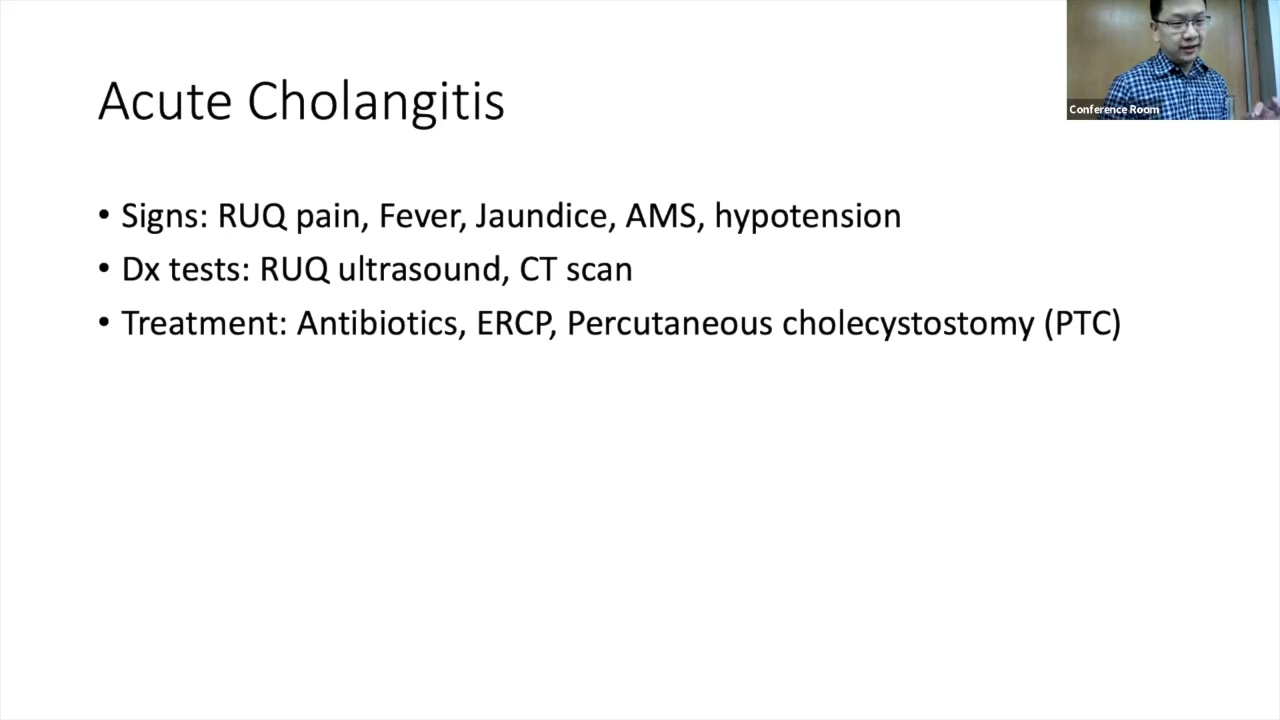 Acute Cholangitis
Conference Room
• Signs: RUQ pain, Fever, Jaundice, AMS, hypotension
• Dx tests: RUQ ultrasound, CT scan
• Treatment: Antibiotics, ERCP, Percutaneous cholecystostomy (PTC)